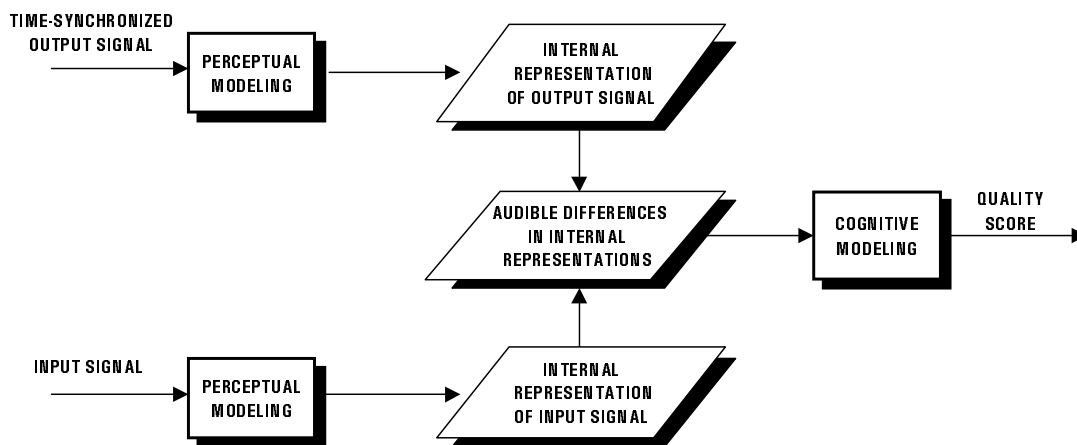 TIME-SYNCHRONIZED
OUTPUT SIGNAL
PERCEPTUAL
MODELING
INTERNAL
REPRESENTATION
OF OUTPUT SIGNAL
AUDIBLE DIFFERENCES
IN INTERNAL
REPRESENTATIONS
COGNITIVE
MODELING
QUALITY
SCORE
INPUT SIGNAL
PERCEPTUAL
MODELING
INTERNAL
REPRESENTATION
OF INPUT SIGNAL